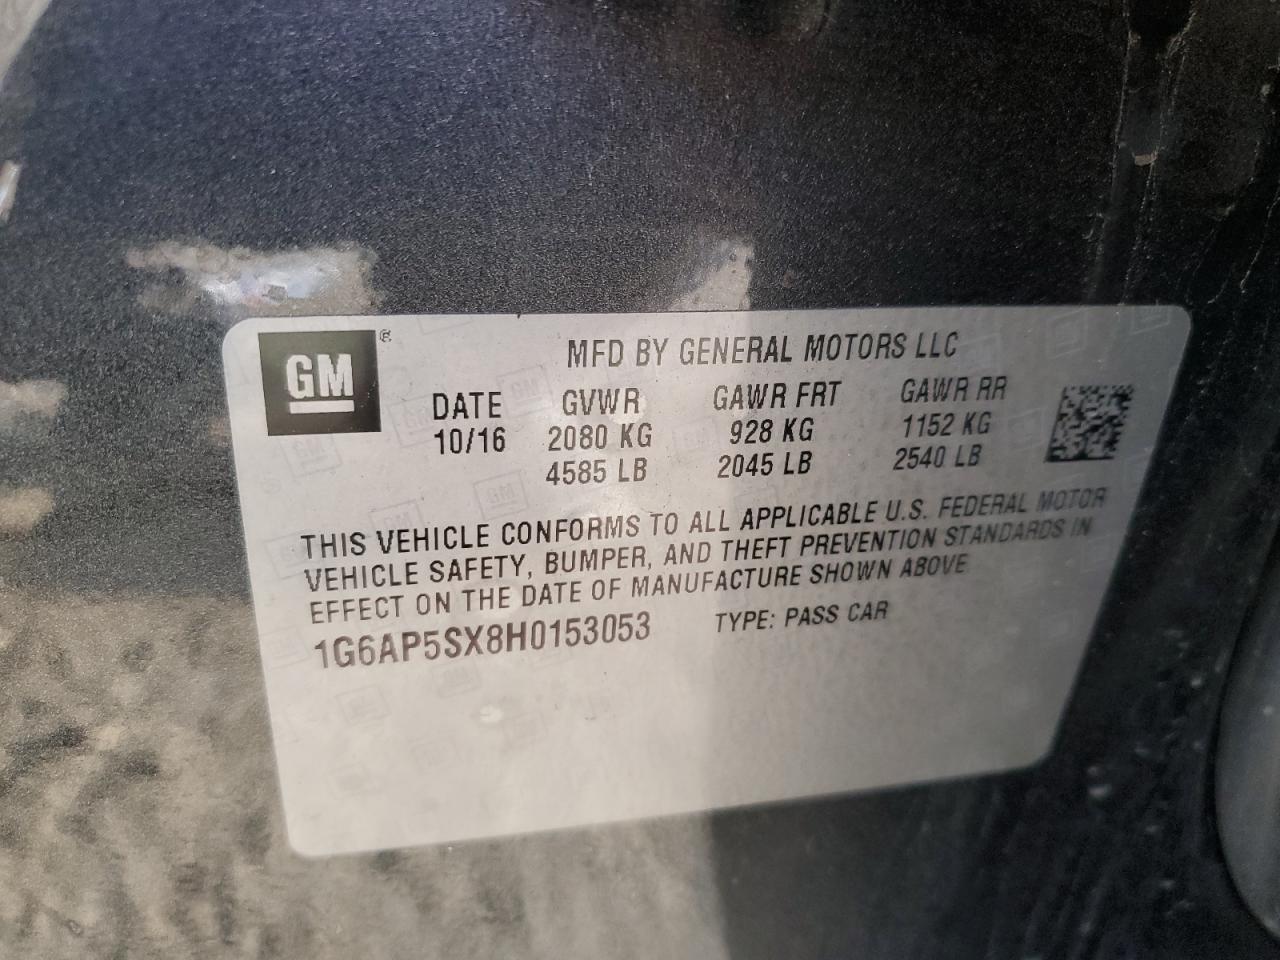 GM ®
MFD BY GENERAL MOTORS LLC
DATE GVWR GAWR FRT GAWR RR
10/16 2080 KG 928 KG 1152 KG
4585 LB 2045 LB 2540 LB
THIS VEHICLE CONFORMS TO ALL APPLICABLE U.S. FEDERAL MOTOR
VEHICLE SAFETY, BUMPER, AND THEFT PREVENTION STANDARDS IN
EFFECT ON THE DATE OF MANUFACTURE SHOWN ABOVE
1G6AP5SX8H0153053 TYPE: PASS CAR